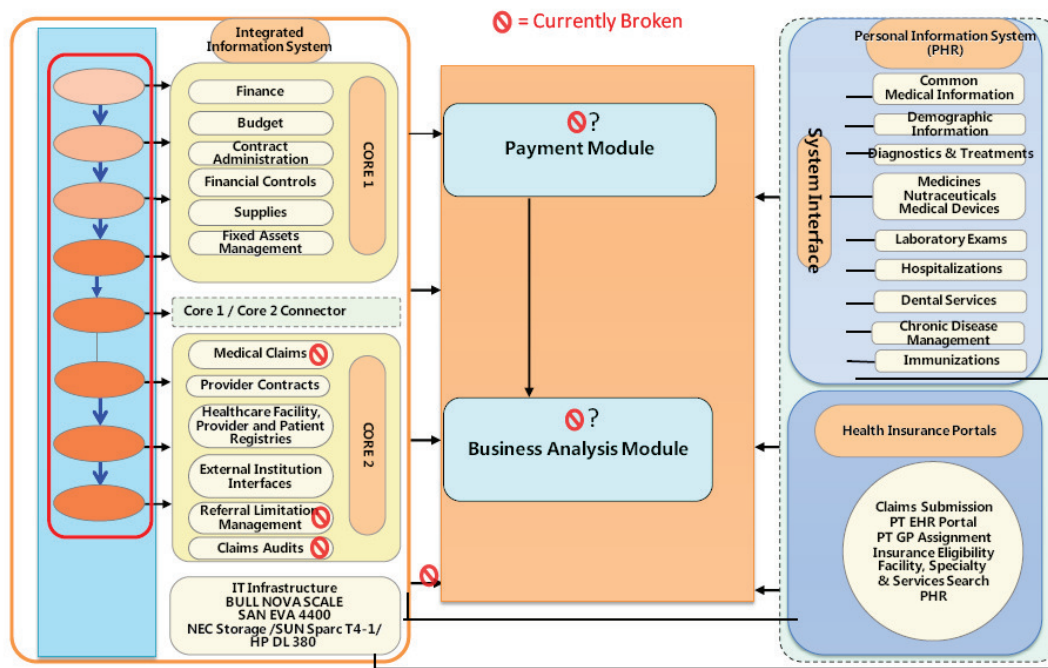 = Currently Broken
Integrated
Information System
Finance
Budget
Contract
Administration
Financial Controls
Supplies
Fixed Assets
Management
CORE 1
Core 1 / Core 2 Connector
Medical Claims
Provider Contracts
Healthcare Facility,
Provider and Patient
Registries
External Institution
Interfaces
Referral Limitation
Management
Claims Audits
CORE 2
IT Infrastructure
BULL NOVA SCALE
SAN EVA 4400
NEC Storage /SUN Sparc T4-1/
HP DL 380
?
Payment Module
?
Business Analysis Module
Personal Information System
(PHR)
System Interface
Common
Medical Information
Demographic
Information
Diagnostics & Treatments
Medicines
Nutraceuticals
Medical Devices
Laboratory Exams
Hospitalizations
Dental Services
Chronic Disease
Management
Immunizations
Health Insurance Portals
Claims Submission
PT EHR Portal
PT GP Assignment
Insurance Eligibility
Facility, Specialty
& Services Search
PHR